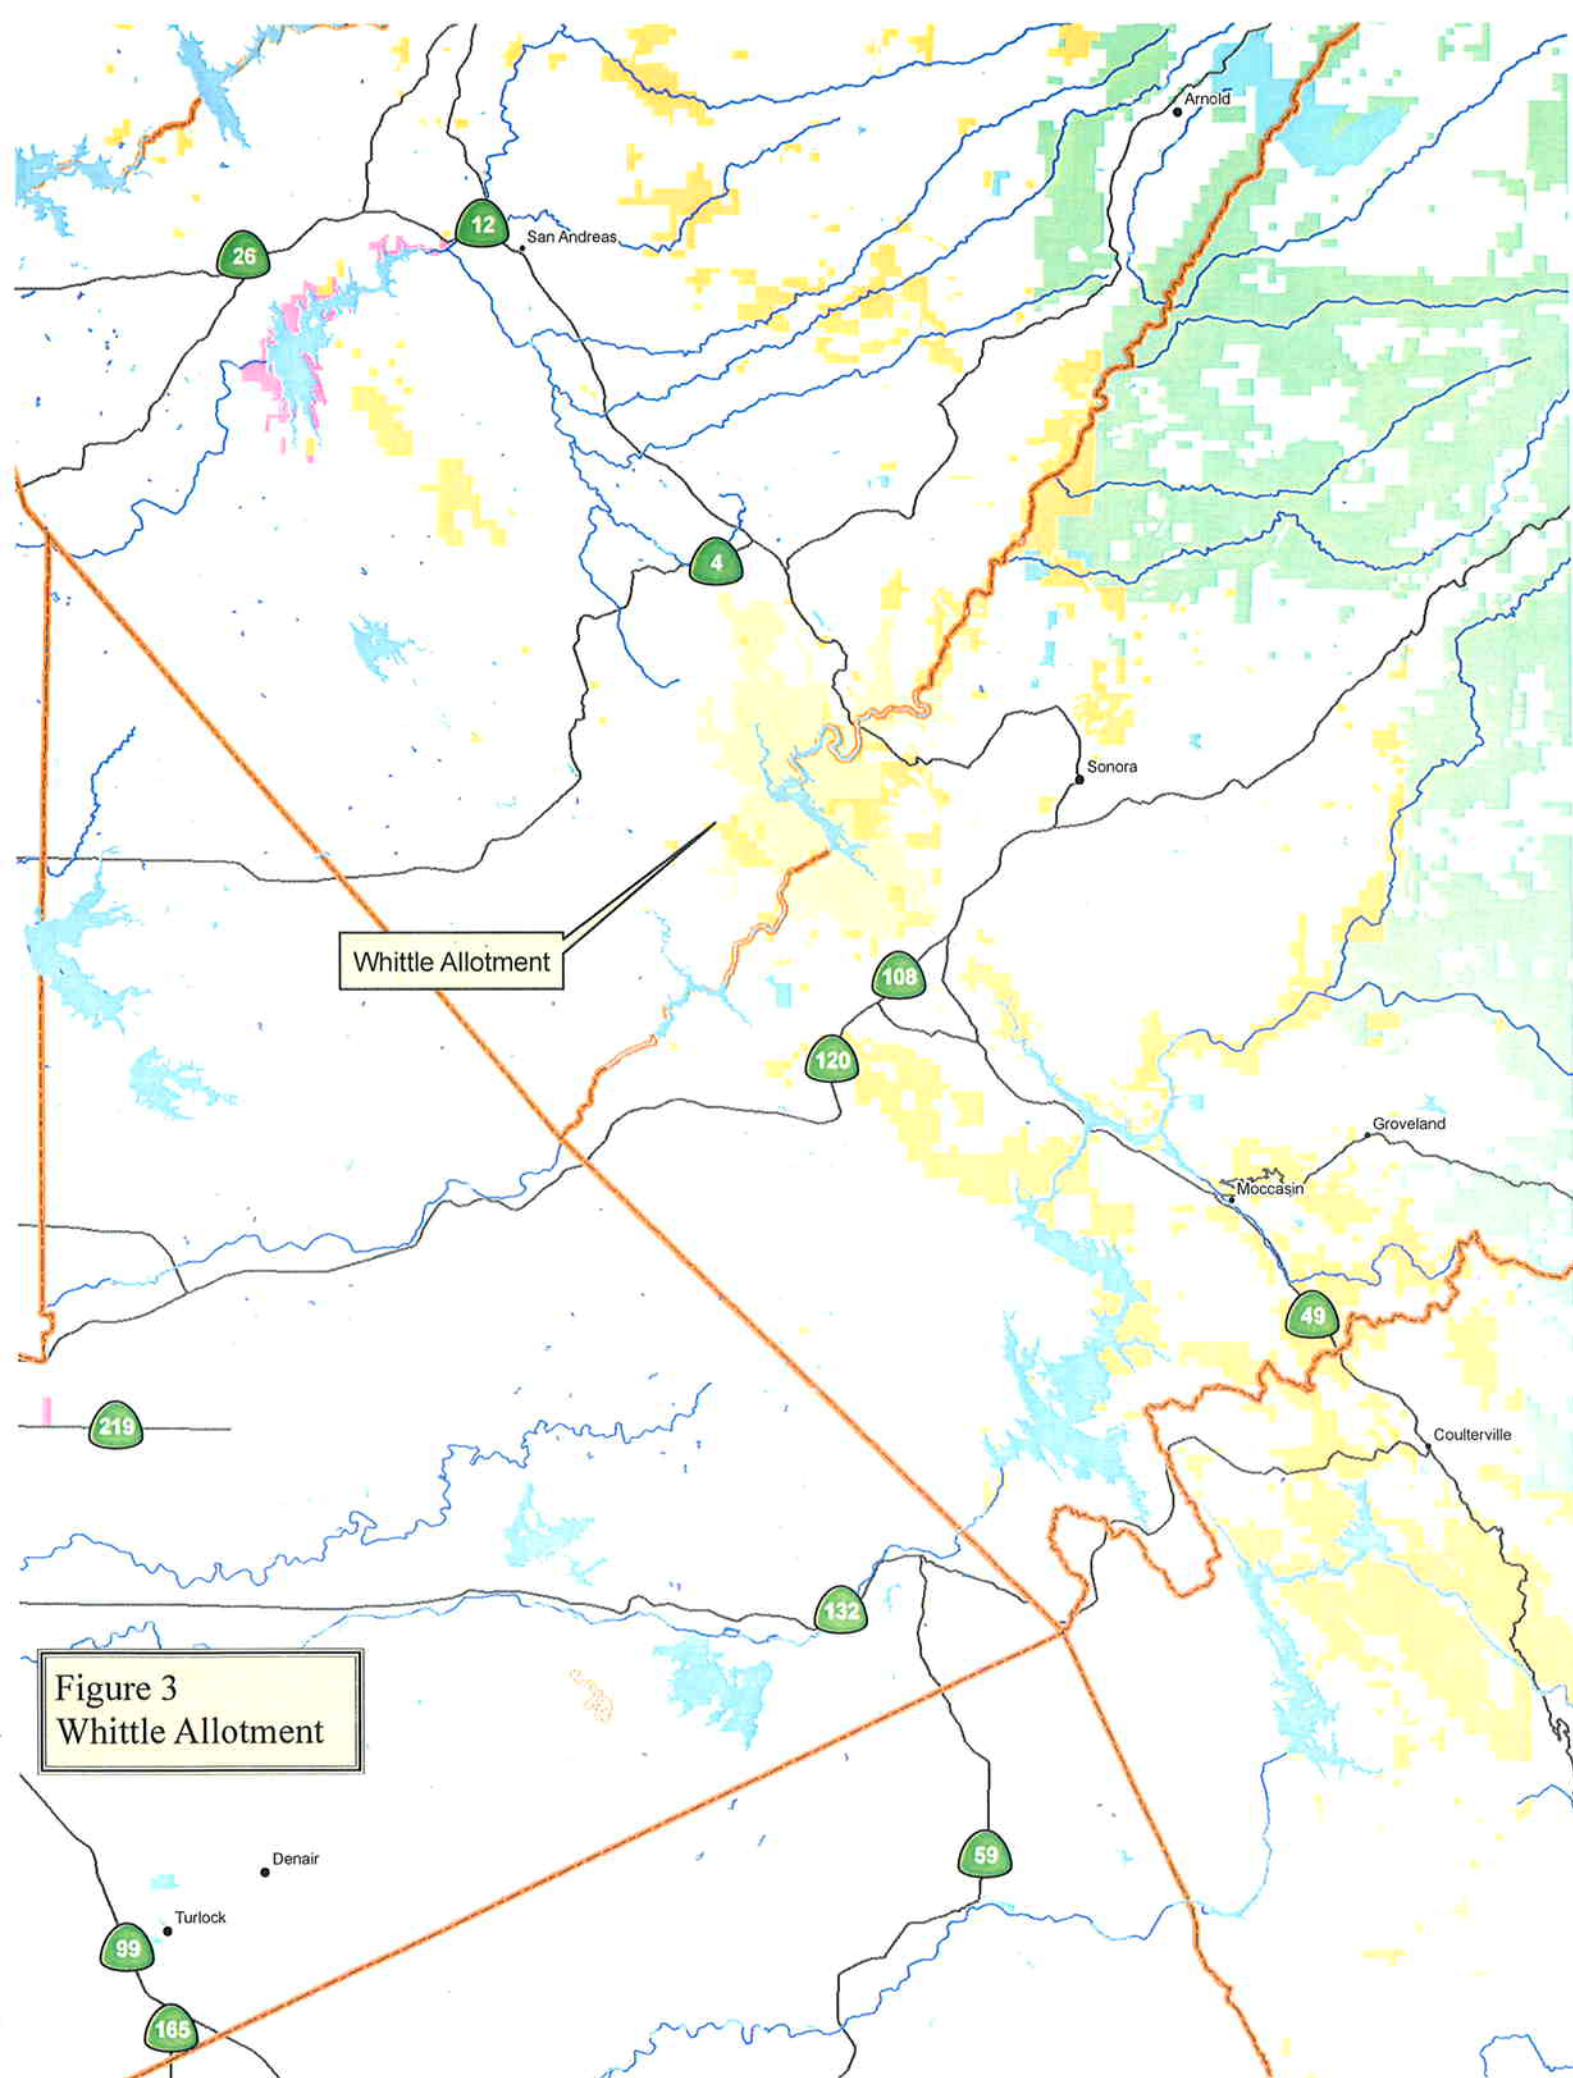 Arnold
12
San Andreas
26
4
Sonora
Whittle Allotment
108
120
Groveland
Moccasin
49
219
Coulterville
132
Figure 3
Whittle Allotment
59
Denair
Turlock
99
165